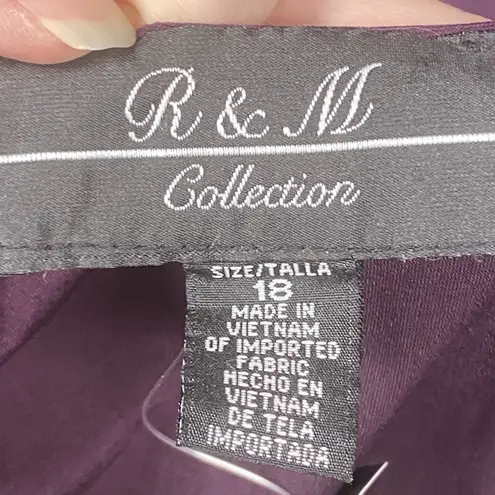 R & M
Collection
SIZE/TALLA
18
MADE IN
VIETNAM
OF IMPORTED
FABRIC
HECHO EN
VIETNAM
DE TELA
IMPORTADA